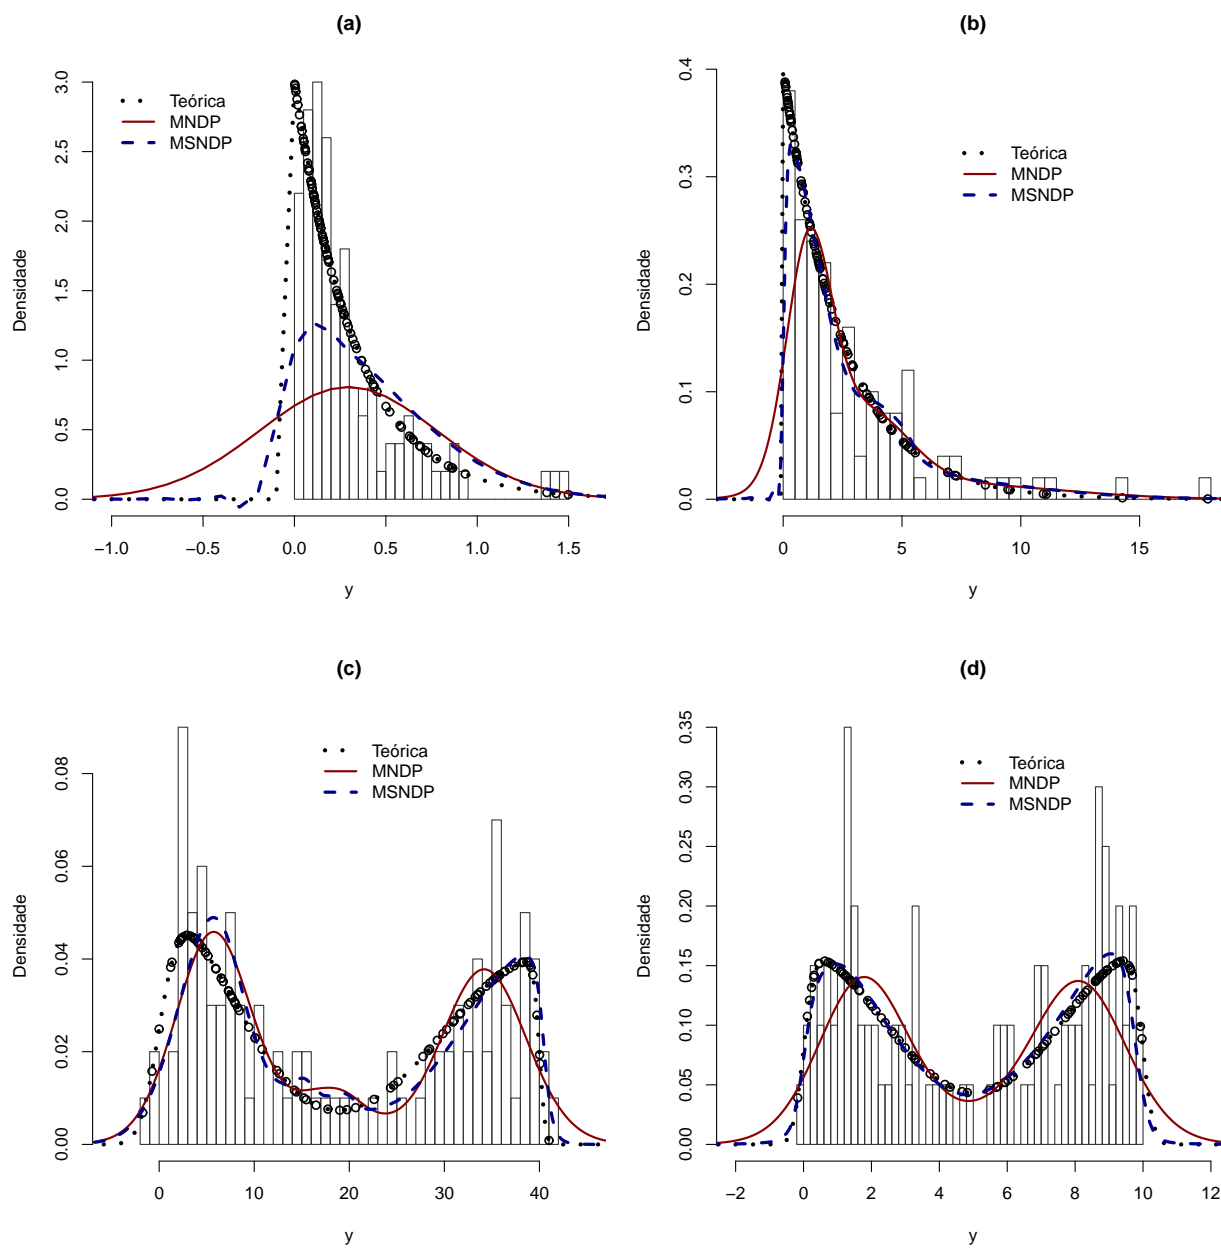 (a)
Densidade
3.0
2.5
2.0
1.5
1.0
0.5
0.0
Teórica
MNDP
MSNDP
−1.0 −0.5 0.0 0.5 1.0 1.5
y
(b)
Densidade
0.4
0.3
0.2
0.1
0.0
Teórica
MNDP
MSNDP
0 5 10 15
y
(c)
Densidade
0.08
0.06
0.04
0.02
0.00
Teórica
MNDP
MSNDP
0 10 20 30 40
y
(d)
Densidade
0.35
0.30
0.25
0.20
0.15
0.10
0.05
0.00
Teórica
MNDP
MSNDP
−2 0 2 4 6 8 10 12
y